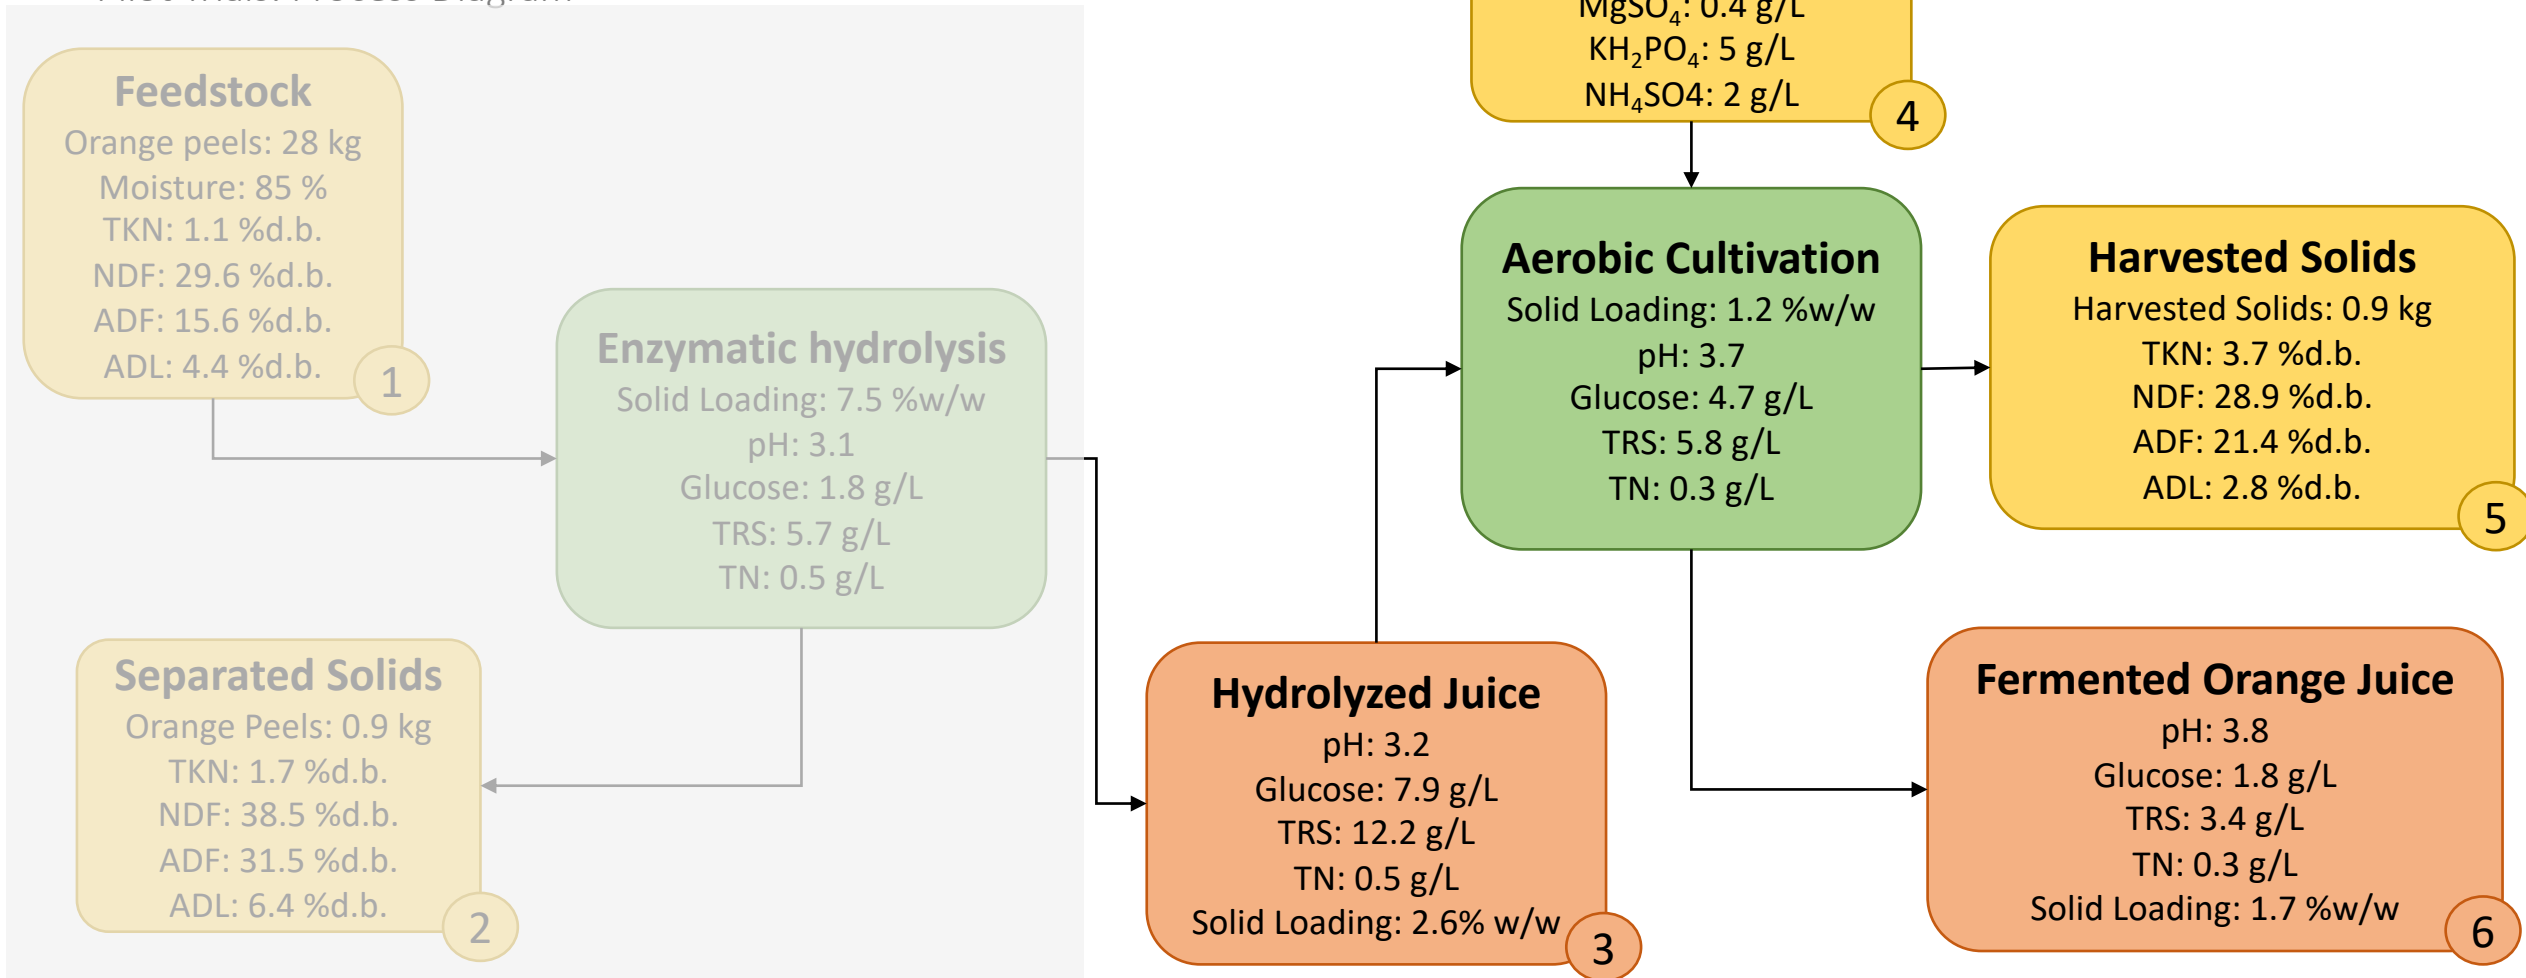 Pilot Trials: Process Diagram
Feedstock
Orange peels: 28 kg
Moisture: 85 %
TKN: 1.1 %d.b.
NDF: 29.6 %d.b.
ADF: 15.6 %d.b.
ADL: 4.4 %d.b.
1
Enzymatic hydrolysis
Solid Loading: 7.5 %w/w
pH: 3.1
Glucose: 1.8 g/L
TRS: 5.7 g/L
TN: 0.5 g/L
Separated Solids
Orange Peels: 0.9 kg
TKN: 1.7 %d.b.
NDF: 38.5 %d.b.
ADF: 31.5 %d.b.
ADL: 6.4 %d.b.
2
Hydrolyzed Juice
pH: 3.2
Glucose: 7.9 g/L
TRS: 12.2 g/L
TN: 0.5 g/L
Solid Loading: 2.6% w/w
3
MgSO₄: 0.4 g/L
KH₂PO₄: 5 g/L
NH₄SO4: 2 g/L
4
Aerobic Cultivation
Solid Loading: 1.2 %w/w
pH: 3.7
Glucose: 4.7 g/L
TRS: 5.8 g/L
TN: 0.3 g/L
Harvested Solids
Harvested Solids: 0.9 kg
TKN: 3.7 %d.b.
NDF: 28.9 %d.b.
ADF: 21.4 %d.b.
ADL: 2.8 %d.b.
5
Fermented Orange Juice
pH: 3.8
Glucose: 1.8 g/L
TRS: 3.4 g/L
TN: 0.3 g/L
Solid Loading: 1.7 %w/w
6